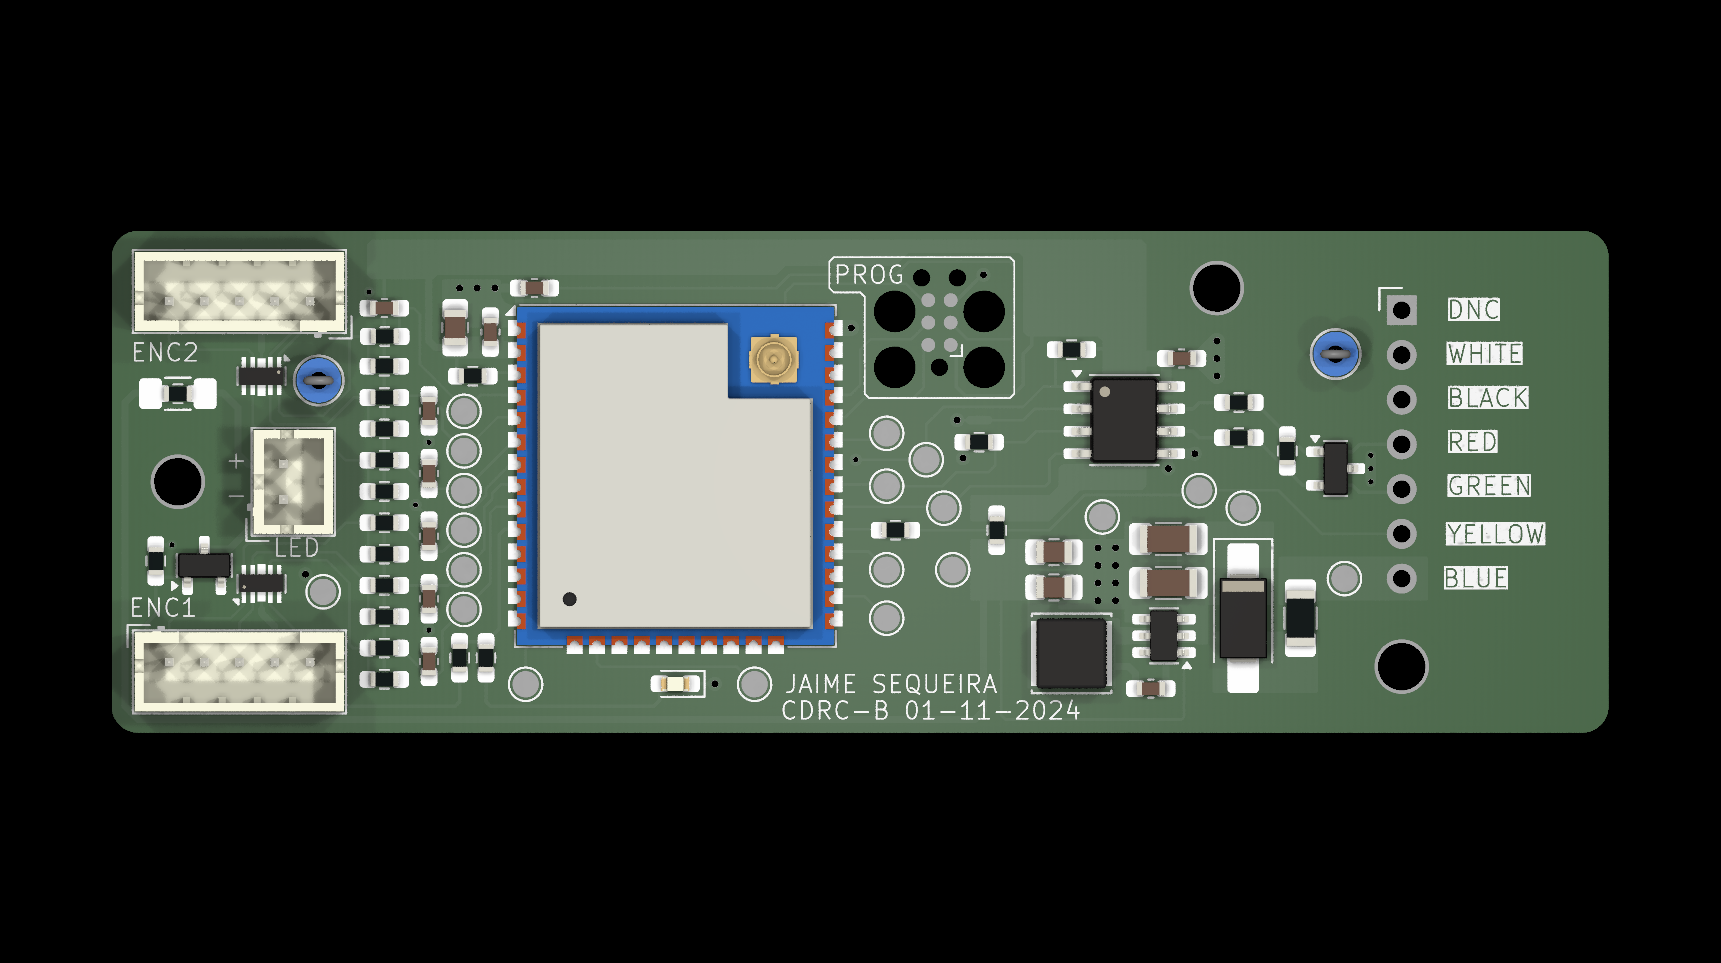 ENC2
+
−
LED
ENC1
PROG
JAIME SEQUEIRA
CDRC-B 01-11-2024
DNC
WHITE
BLACK
RED
GREEN
YELLOW
BLUE